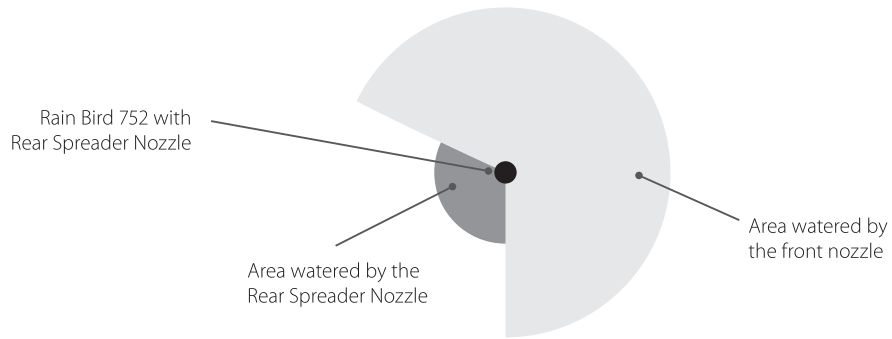 Rain Bird 752 with
Rear Spreader Nozzle
Area watered by the
Rear Spreader Nozzle
Area watered by
the front nozzle